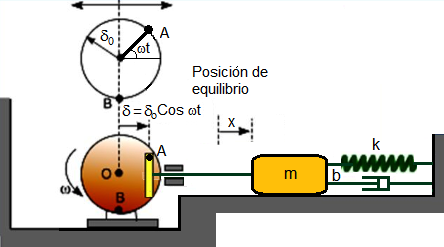 δ₀
A
ωt
B
Posición de
equilibrio
δ = δ₀Cos ωt
x
A
k
O
m
b
ω
B